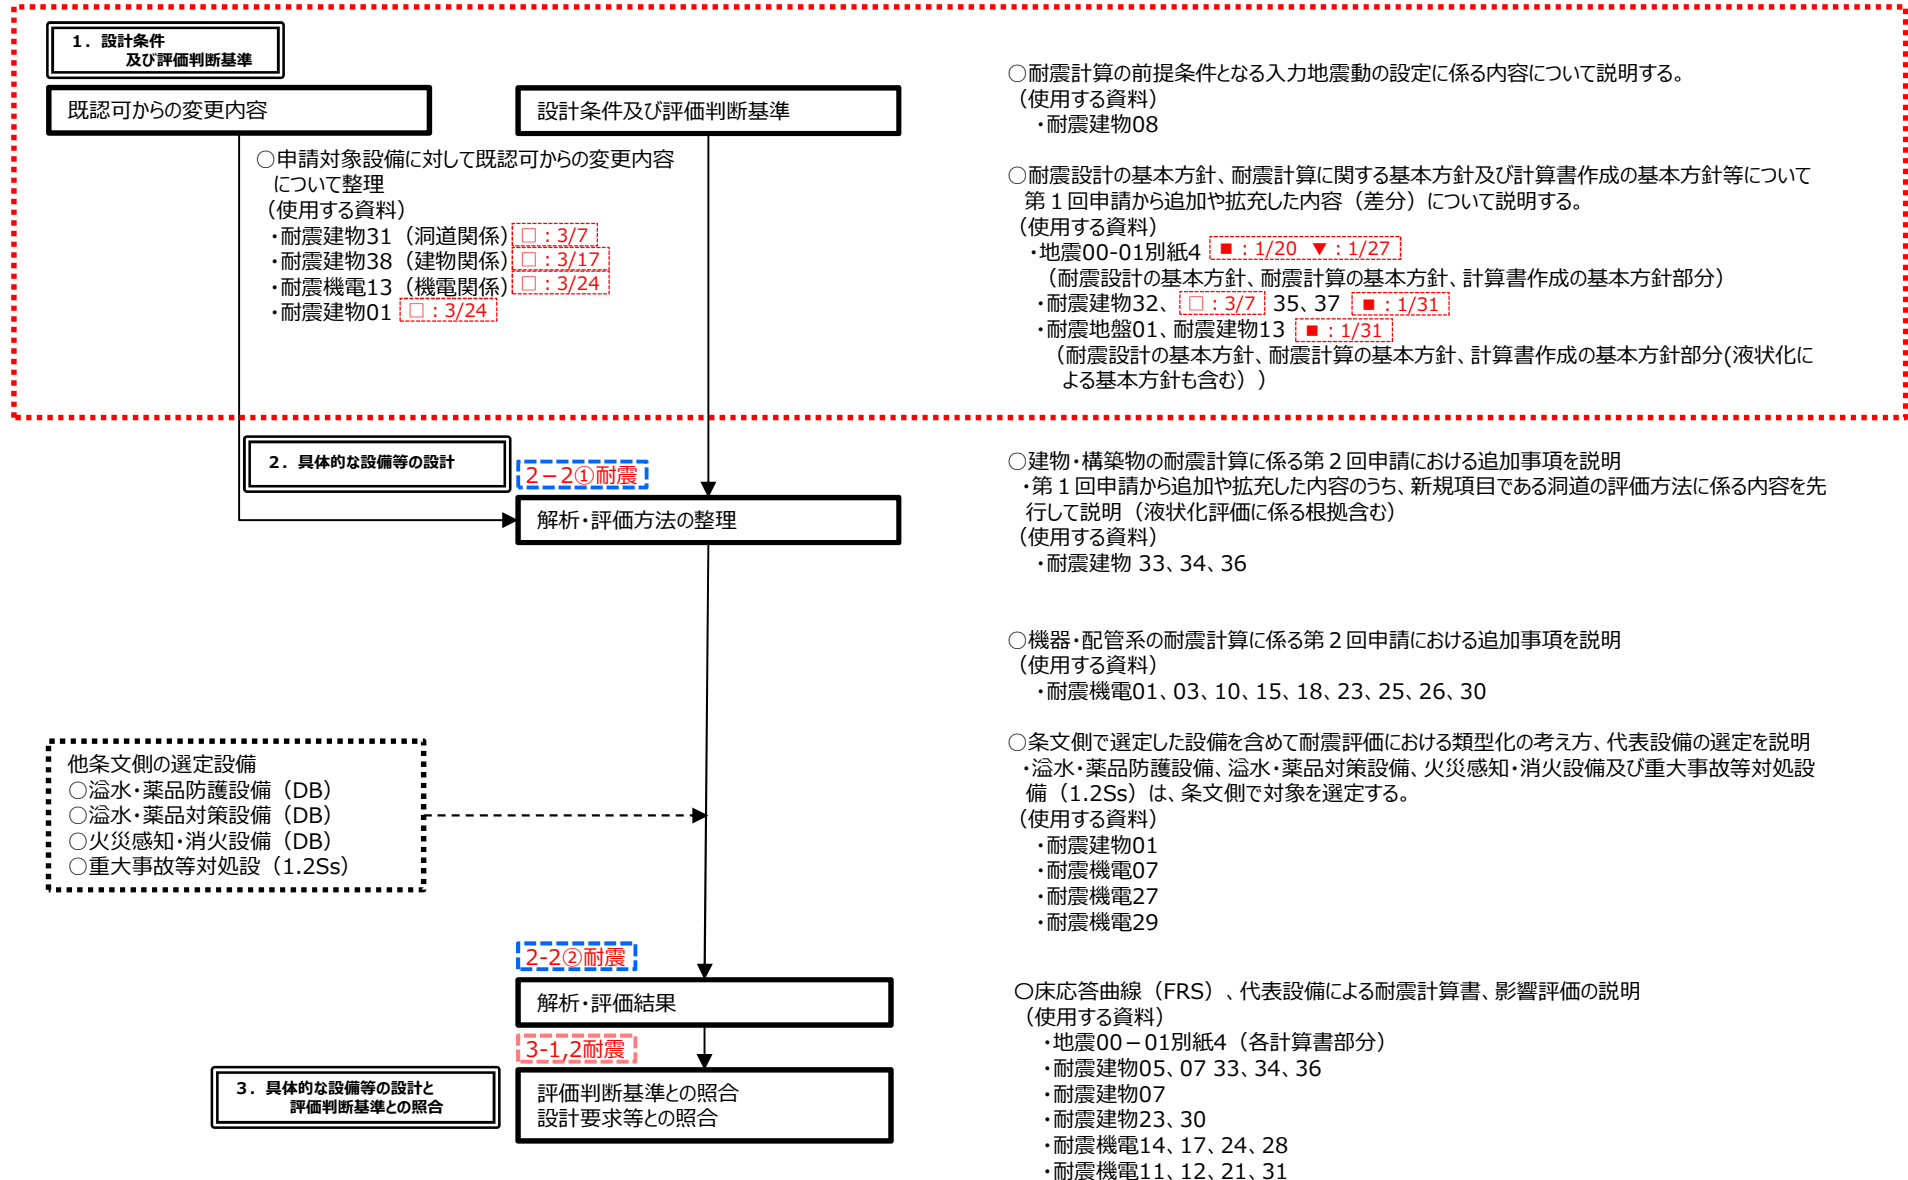 1．設計条件
及び評価判断基準
既認可からの変更内容
設計条件及び評価判断基準
○申請対象設備に対して既認可からの変更内容
について整理
（使用する資料）
・耐震建物31（洞道関係） □：3/7
・耐震建物38（建物関係） □：3/17
・耐震機電13（機電関係） □：3/24
・耐震建物01 □：3/24
○耐震計算の前提条件となる入力地震動の設定に係る内容について説明する。
（使用する資料）
・耐震建物08
○耐震設計の基本方針、耐震計算に関する基本方針及び計算書作成の基本方針等について
第１回申請から追加や拡充した内容（差分）について説明する。
（使用する資料）
・地震00-01別紙4 ■：1/20 ▼：1/27
（耐震設計の基本方針、耐震計算の基本方針、計算書作成の基本方針部分）
・耐震建物32、 □：3/7 35、37 ■：1/31
・耐震地盤01、耐震建物13 ■：1/31
（耐震設計の基本方針、耐震計算の基本方針、計算書作成の基本方針部分(液状化に
よる基本方針も含む））
2．具体的な設備等の設計
2－2①耐震
解析・評価方法の整理
○建物・構築物の耐震計算に係る第２回申請における追加事項を説明
・第１回申請から追加や拡充した内容のうち、新規項目である洞道の評価方法に係る内容を先
行して説明（液状化評価に係る根拠含む）
（使用する資料）
・耐震建物 33、34、36
○機器・配管系の耐震計算に係る第２回申請における追加事項を説明
（使用する資料）
・耐震機電01、03、10、15、18、23、25、26、30
他条文側の選定設備
○溢水・薬品防護設備（DB）
○溢水・薬品対策設備（DB）
○火災感知・消火設備（DB）
○重大事故等対処設（1.2Ss）
○条文側で選定した設備を含めて耐震評価における類型化の考え方、代表設備の選定を説明
・溢水・薬品防護設備、溢水・薬品対策設備、火災感知・消火設備及び重大事故等対処設
備（1.2Ss）は、条文側で対象を選定する。
（使用する資料）
・耐震建物01
・耐震機電07
・耐震機電27
・耐震機電29
2-2②耐震
解析・評価結果
3-1,2耐震
3．具体的な設備等の設計と
評価判断基準との照合
評価判断基準との照合
設計要求等との照合
〇床応答曲線（FRS）、代表設備による耐震計算書、影響評価の説明
（使用する資料）
・地震00－01別紙4（各計算書部分）
・耐震建物05、07 33、34、36
・耐震建物07
・耐震建物23、30
・耐震機電14、17、24、28
・耐震機電11、12、21、31